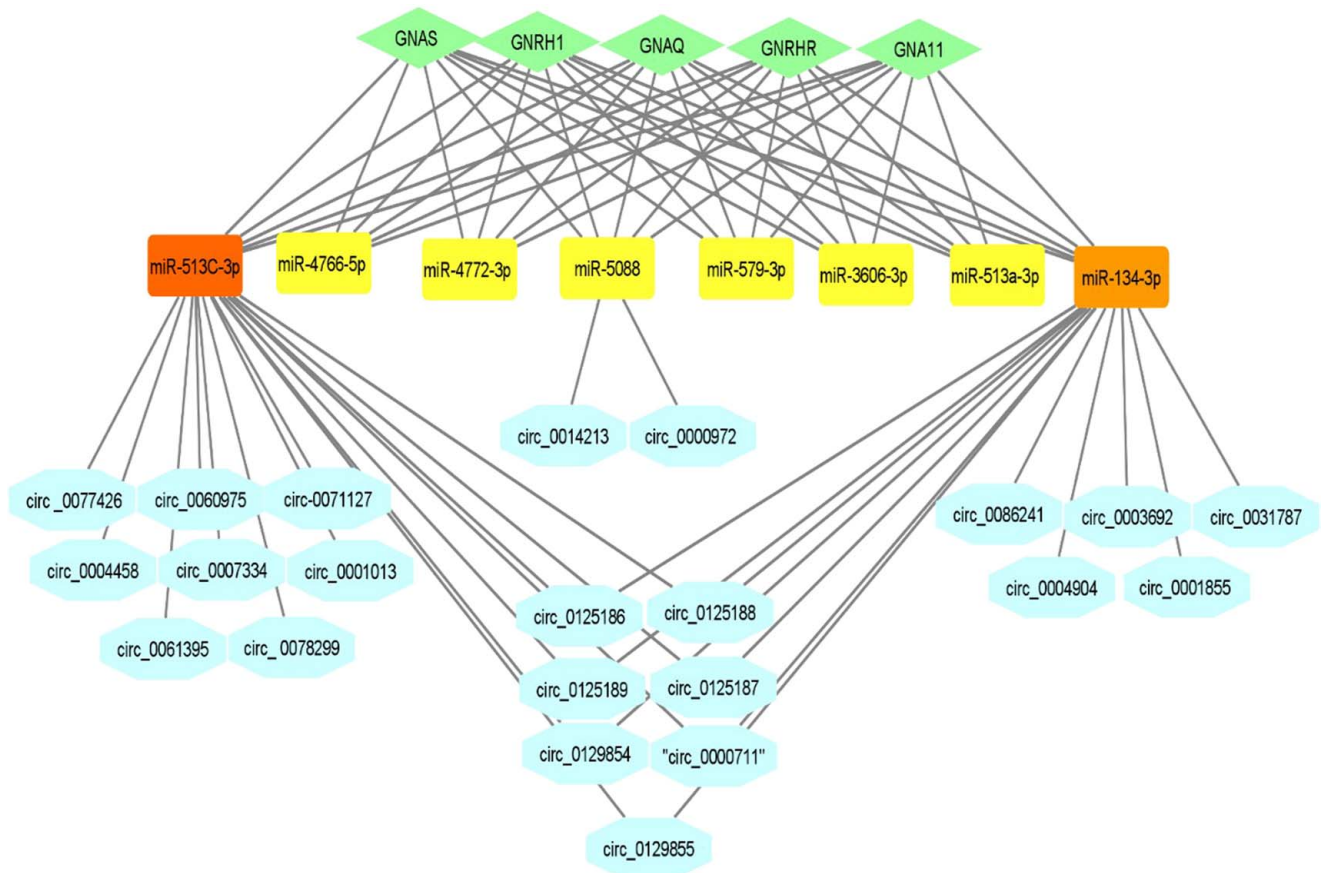 GNAS
GNRH1
GNAQ
GNRHR
GNA11
miR-513C-3p
miR-4766-5p
miR-4772-3p
miR-5088
miR-579-3p
miR-3606-3p
miR-513a-3p
miR-134-3p
circ_0014213
circ_0000972
circ _0077426
circ_0060975
circ-0071127
circ_0086241
circ_0003692
circ_0031787
circ_0004458
circ_0007334
circ_0001013
circ_0004904
circ_0001855
circ_0125186
circ_0125188
circ_0061395
circ_ 0078299
circ_0125189
circ_0125187
circ_0129854
"circ_0000711"
circ_0129855